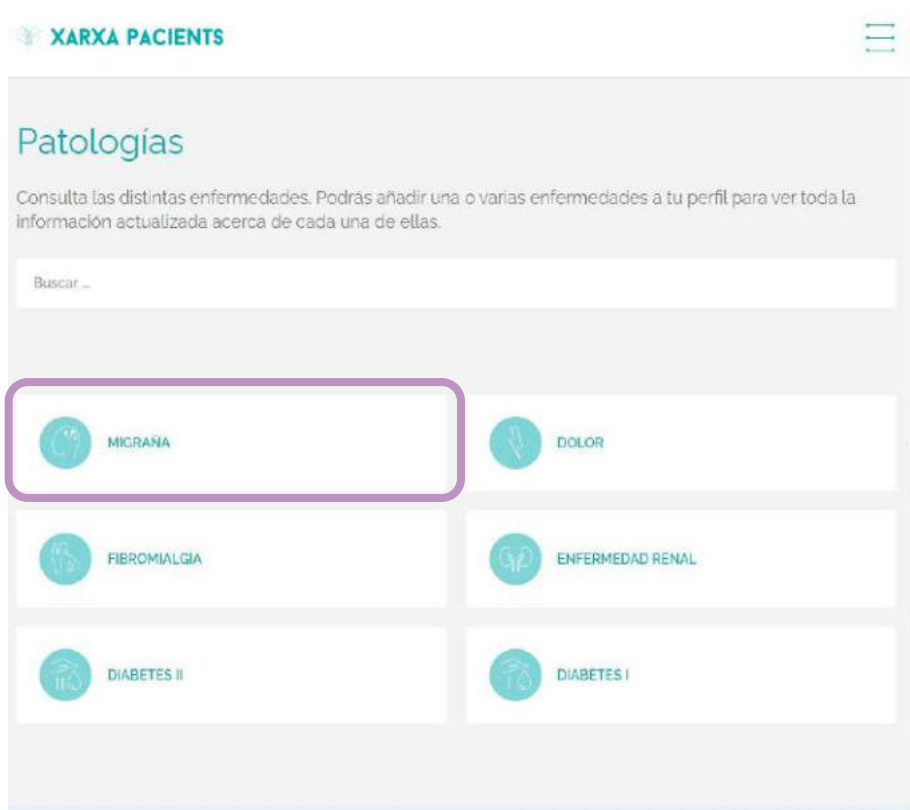 XARXA PACIENTS
Patologías
Consulta las distintas enfermedades. Podrás añadir una o varias enfermedades a tu perfil para ver toda la
información actualizada acerca de cada una de ellas.
Buscar ...
MIGRAÑA
DOLOR
FIBROMIALGIA
ENFERMEDAD RENAL
DIABETES II
DIABETES I